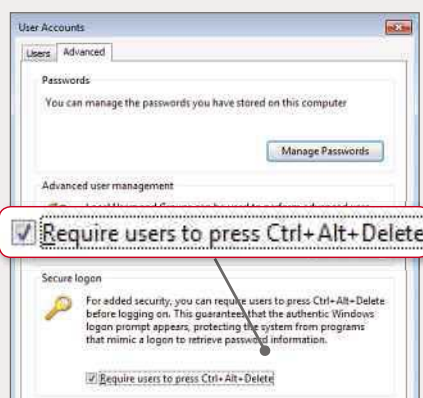 User Accounts
Users Advanced
Passwords
You can manage the passwords you have stored on this computer
Manage Passwords
Advanced user management
Require users to press Ctrl+Alt+Delete
Secure logon
For added security, you can require users to press Ctrl-Alt-Delete
before logging on. This guarantees that the authentic Windows
logon prompt appears, protecting the system from programs
that mimic a logon to retrieve password information.
Require users to press Ctrl+Alt+Delete